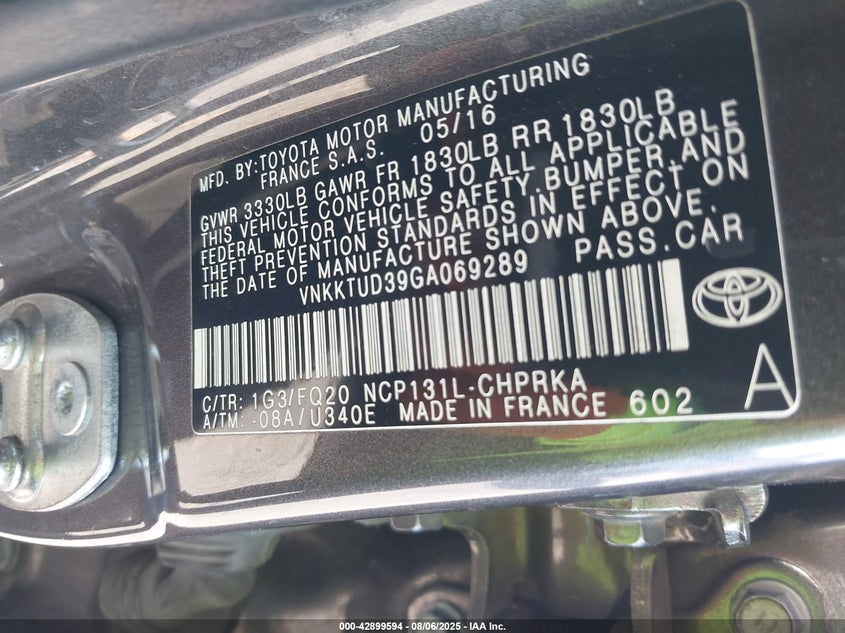 MFD. BY: TOYOTA MOTOR MANUFACTURING
FRANCE S.A.S. 05/16
GVWR 3330LB GAWR FR 1830LB RR 1830LB
THIS VEHICLE CONFORMS TO ALL APPLICABLE
FEDERAL MOTOR VEHICLE SAFETY, BUMPER, AND
THEFT PREVENTION STANDARDS IN EFFECT ON
THE DATE OF MANUFACTURE SHOWN ABOVE.
VNKKTUD39GA069289 PASS.CAR
C/TR: 1G3/FQ20 NCP131L-CHPRKA
A/TM: -08A/U340E MADE IN FRANCE 602
A
000-42899594 - 08/06/2025 - IAA Inc.